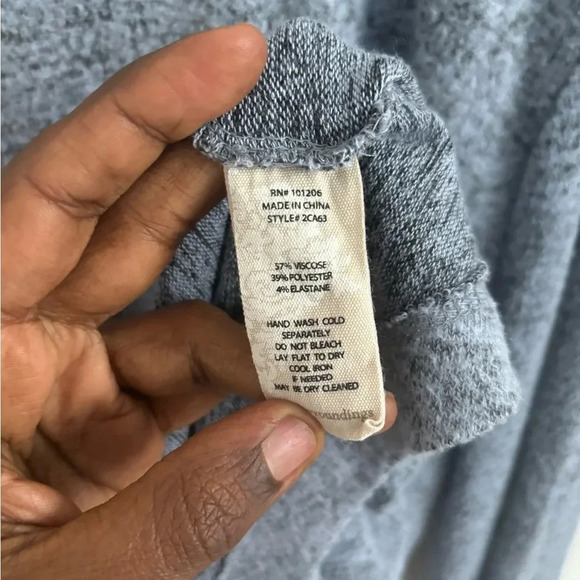 RN# 101206
MADE IN CHINA
STYLE# 2CA63
57% VISCOSE
39% POLYESTER
4% ELASTANE
HAND WASH COLD
SEPARATELY
DO NOT BLEACH
LAY FLAT TO DRY
COOL IRON
IF NEEDED
MAY BE DRY CLEANED
roundings